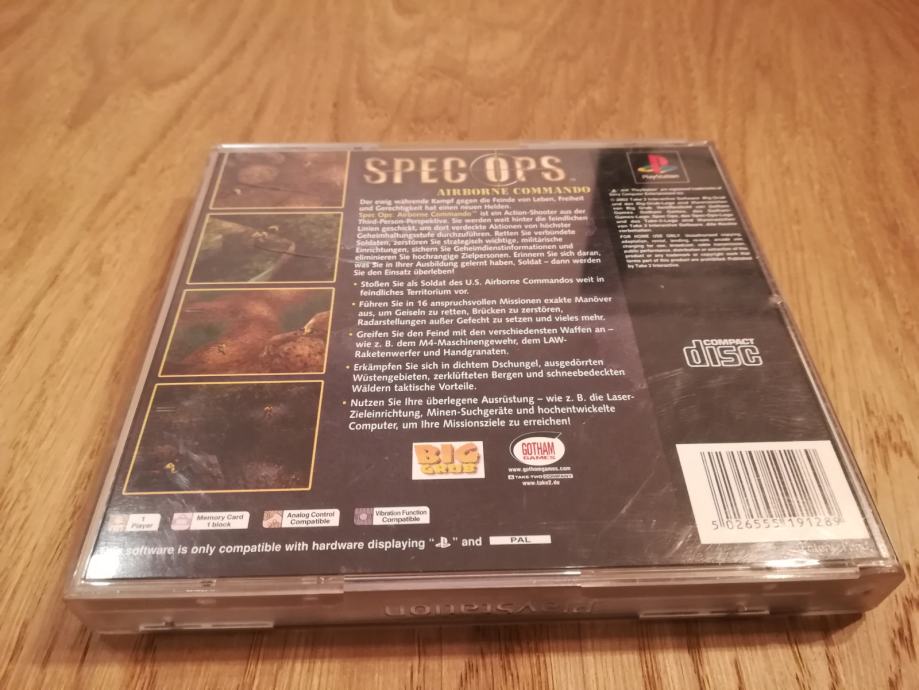 SPEC OPS
AIRBORNE COMMANDO
Der ewig währende Kampf gegen die Feinde von Leben, Freiheit
und Gerechtigkeit hat einen neuen Helden.
Spec Ops: Airborne Commando™ ist ein Action-Shooter aus der
Third-Person-Perspektive. Sie werden weit hinter die feindlichen
Linien geschickt, um dort verdeckte Aktionen von höchster
Geheimhaltungsstufe durchzuführen. Retten Sie verbündete
Soldaten, zerstören Sie strategisch wichtige, militärische
Einrichtungen, sichern Sie Geheimdienstinformationen und
eliminieren Sie hochrangige Zielpersonen. Erinnern Sie sich daran,
was Sie in Ihrer Ausbildung gelernt haben, Soldat – dann werden
Sie den Einsatz überleben!
• Stoßen Sie als Soldat des U.S. Airborne Commandos weit in
feindliches Territorium vor.
• Führen Sie in 16 anspruchsvollen Missionen exakte Manöver
aus, um Geiseln zu retten, Brücken zu zerstören,
Radarstellungen außer Gefecht zu setzen und vieles mehr.
• Greifen Sie den Feind mit den verschiedensten Waffen an –
wie z. B. dem M4-Maschinengewehr, dem LAW-
Raketenwerfer und Handgranaten.
• Erkämpfen Sie sich in dichtem Dschungel, ausgedörrten
Wüstengebieten, zerklüfteten Bergen und schneebedeckten
Wäldern taktische Vorteile.
• Nutzen Sie Ihre überlegene Ausrüstung – wie z. B. die Laser-
Zieleinrichtung, Minen-Suchgeräte und hochentwickelte
Computer, um Ihre Missionsziele zu erreichen!
BIG
GRUB
GOTHAM
GAMES
www.gothamgames.com
A TAKE TWO COMPANY
www.take2.de
PlayStation
COMPACT
disc
5 026555 191289
1
Player
Memory Card
1 block
Analog Control
Compatible
Vibration Function
Compatible
software is only compatible with hardware displaying " " and PAL
PlayStation